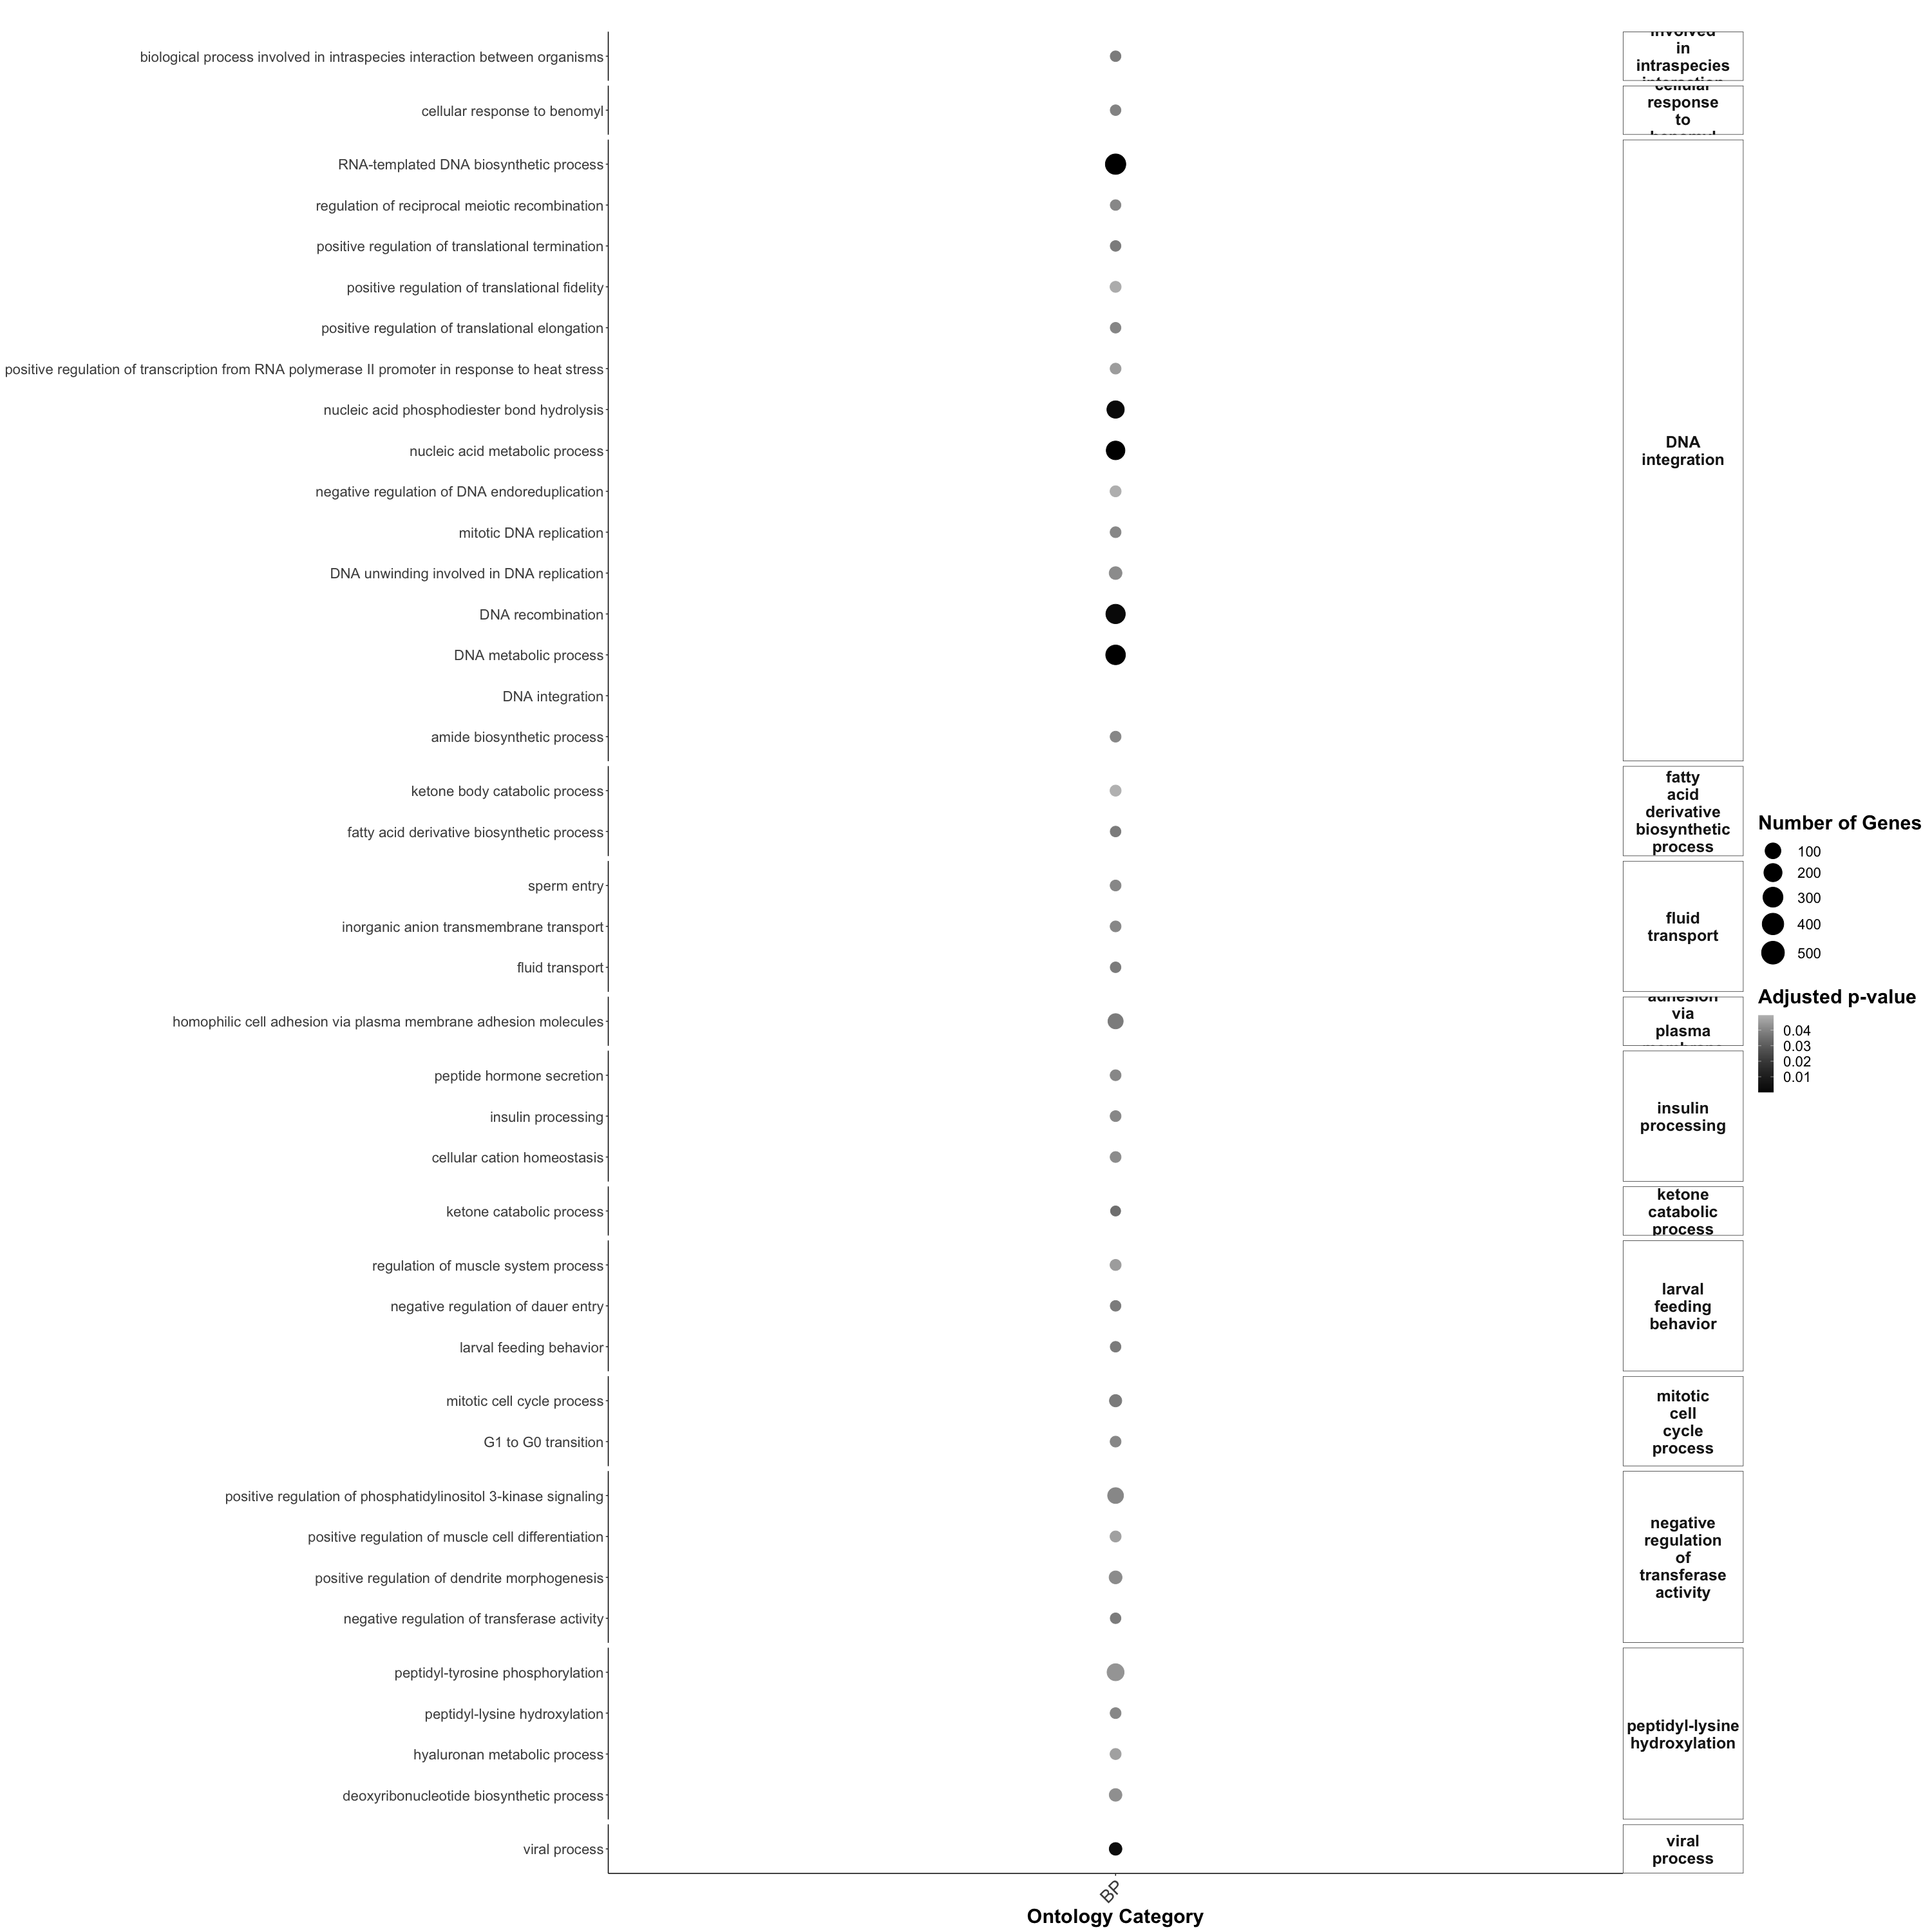 biological process involved in intraspecies interaction between organisms
involved
in
intraspecies
interaction
cellular response to benomyl
cellular
response
to
benomyl
RNA-templated DNA biosynthetic process
regulation of reciprocal meiotic recombination
positive regulation of translational termination
positive regulation of translational fidelity
positive regulation of translational elongation
positive regulation of transcription from RNA polymerase II promoter in response to heat stress
nucleic acid phosphodiester bond hydrolysis
nucleic acid metabolic process
negative regulation of DNA endoreduplication
mitotic DNA replication
DNA unwinding involved in DNA replication
DNA recombination
DNA metabolic process
DNA integration
amide biosynthetic process
DNA
integration
ketone body catabolic process
fatty acid derivative biosynthetic process
fatty
acid
derivative
biosynthetic
process
sperm entry
inorganic anion transmembrane transport
fluid transport
fluid
transport
homophilic cell adhesion via plasma membrane adhesion molecules
adhesion
via
plasma
membrane
peptide hormone secretion
insulin processing
cellular cation homeostasis
insulin
processing
ketone catabolic process
ketone
catabolic
process
regulation of muscle system process
negative regulation of dauer entry
larval feeding behavior
larval
feeding
behavior
mitotic cell cycle process
G1 to G0 transition
mitotic
cell
cycle
process
positive regulation of phosphatidylinositol 3-kinase signaling
positive regulation of muscle cell differentiation
positive regulation of dendrite morphogenesis
negative regulation of transferase activity
negative
regulation
of
transferase
activity
peptidyl-tyrosine phosphorylation
peptidyl-lysine hydroxylation
hyaluronan metabolic process
deoxyribonucleotide biosynthetic process
peptidyl-lysine
hydroxylation
viral process
viral
process
BP
Ontology Category
Number of Genes
100
200
300
400
500
Adjusted p-value
0.04
0.03
0.02
0.01